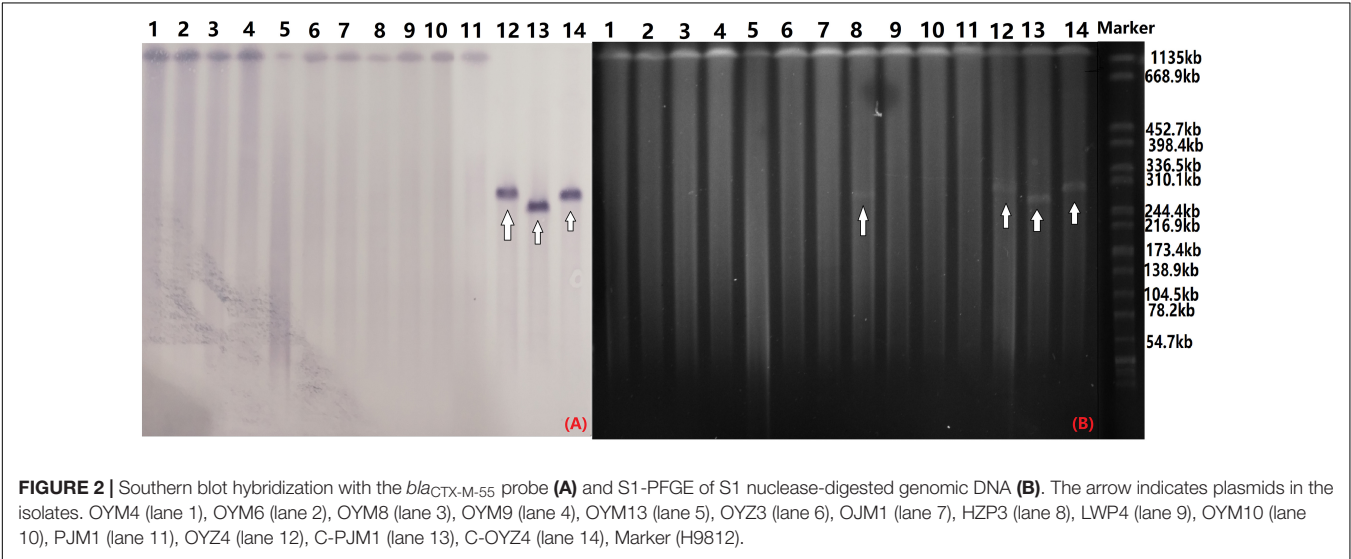 1 2 3 4 5 6 7 8 9 10 11 12 13 14 1 2 3 4 5 6 7 8 9 10 11 12 13 14 Marker
1135kb
668.9kb
452.7kb
398.4kb
336.5kb
310.1kb
244.4kb
216.9kb
173.4kb
138.9kb
104.5kb
78.2kb
54.7kb
(A) (B)
FIGURE 2 | Southern blot hybridization with the blaCTX-M-55 probe (A) and S1-PFGE of S1 nuclease-digested genomic DNA (B). The arrow indicates plasmids in the
isolates. OYM4 (lane 1), OYM6 (lane 2), OYM8 (lane 3), OYM9 (lane 4), OYM13 (lane 5), OYZ3 (lane 6), OJM1 (lane 7), HZP3 (lane 8), LWP4 (lane 9), OYM10 (lane
10), PJM1 (lane 11), OYZ4 (lane 12), C-PJM1 (lane 13), C-OYZ4 (lane 14), Marker (H9812).